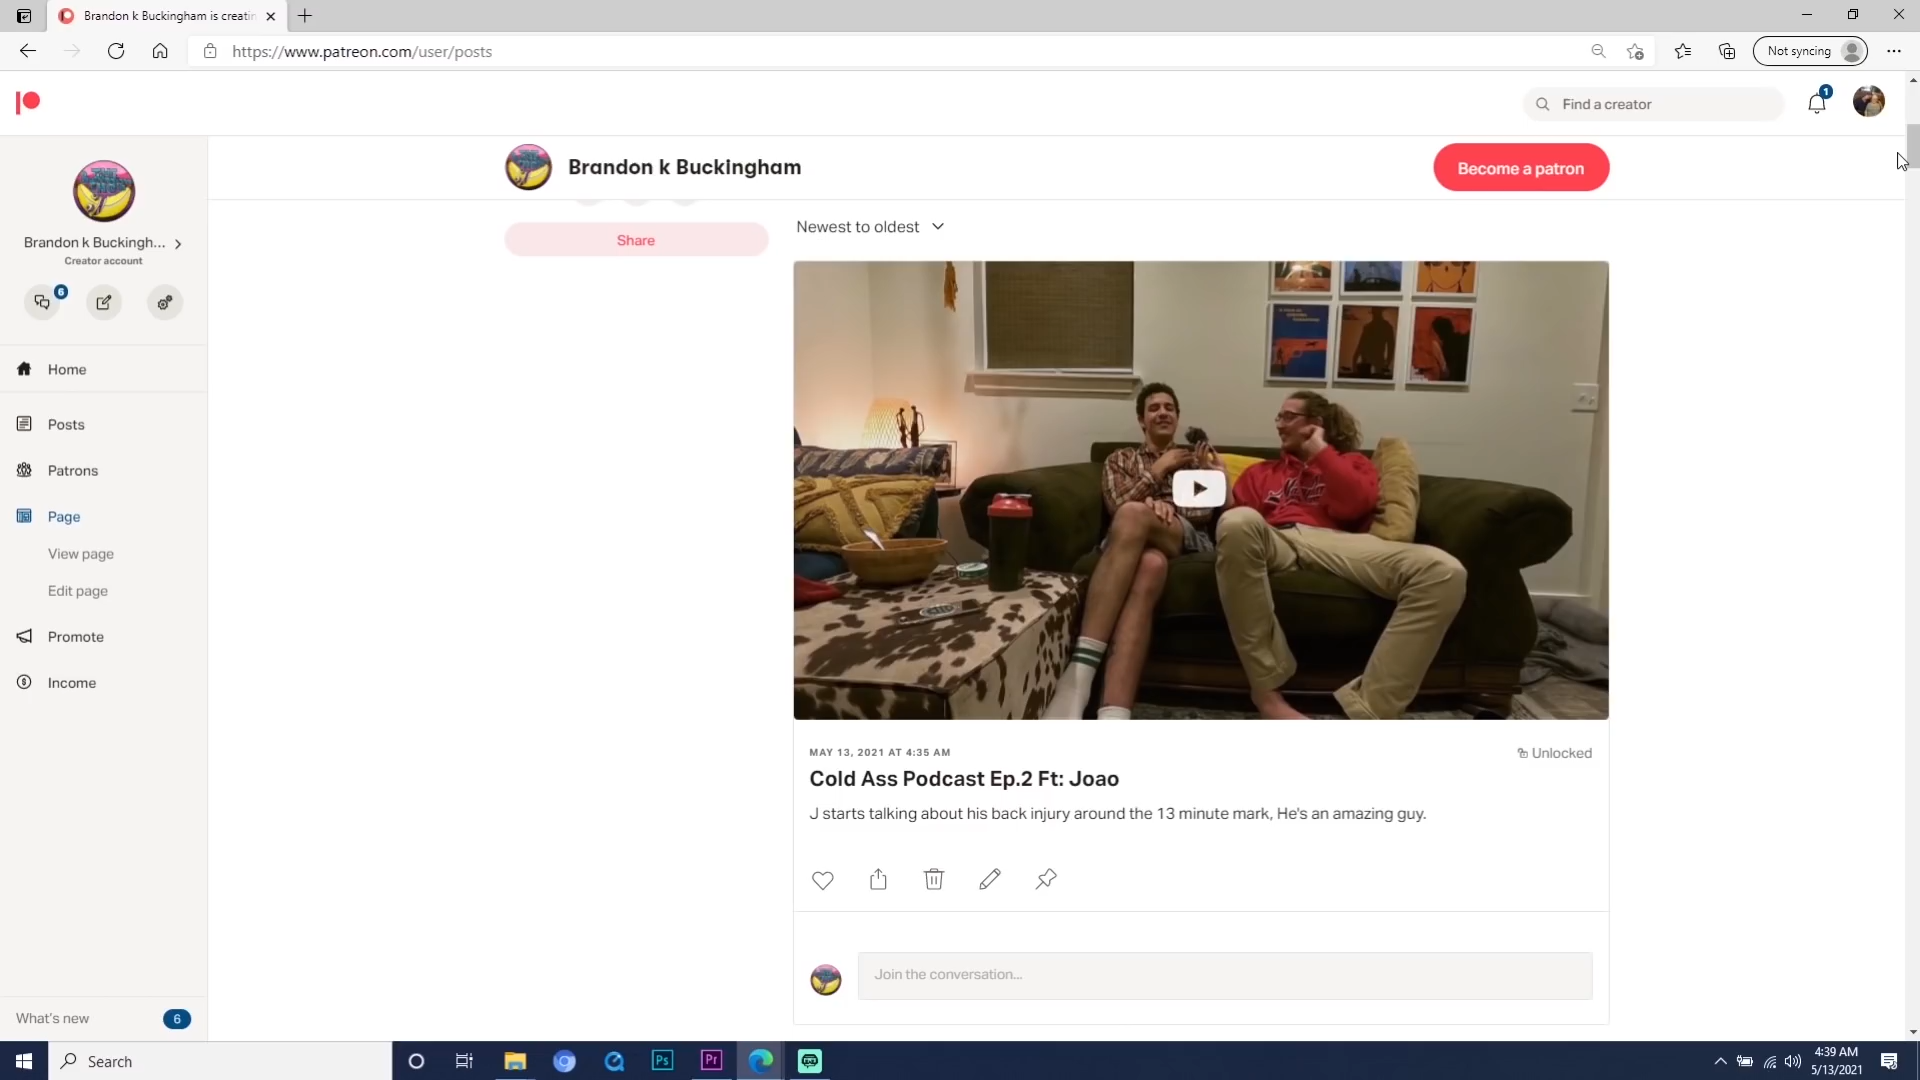 Brandon k Buckingham is creatin
https://www.patreon.com/user/posts
Not syncing
Find a creator
1
Brandon k Buckingham
Become a patron
Brandon k Buckingh...
Creator account
6
Home
Posts
Patrons
Page
View page
Edit page
Promote
Income
What's new
6
Share
Newest to oldest
MAY 13, 2021 AT 4:35 AM
Unlocked
Cold Ass Podcast Ep.2 Ft: Joao
J starts talking about his back injury around the 13 minute mark, He's an amazing guy.
Join the conversation...
Search
Ps
Pr
4:39 AM
5/13/2021